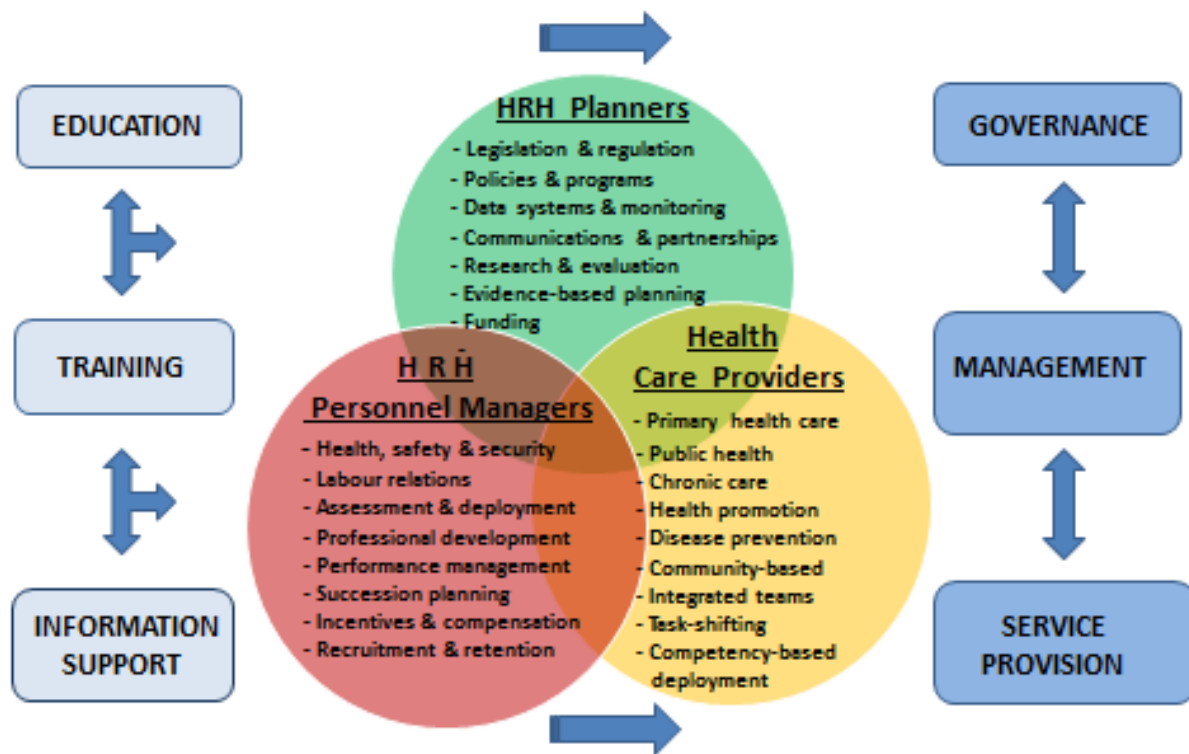 EDUCATION
TRAINING
INFORMATION
SUPPORT
HRH Planners
- Legislation & regulation
- Policies & programs
- Data systems & monitoring
- Communications & partnerships
- Research & evaluation
- Evidence-based planning
- Funding
H R H
Personnel Managers
- Health, safety & security
- Labour relations
- Assessment & deployment
- Professional development
- Performance management
- Succession planning
- Incentives & compensation
- Recruitment & retention
Health
Care Providers
- Primary health care
- Public health
- Chronic care
- Health promotion
- Disease prevention
- Community-based
- Integrated teams
- Task-shifting
- Competency-based
deployment
GOVERNANCE
MANAGEMENT
SERVICE
PROVISION